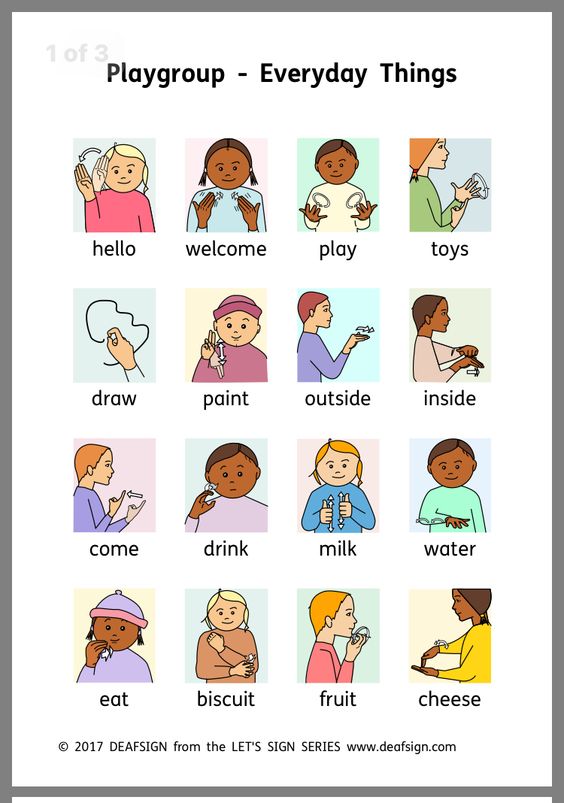 1 of 3
Playgroup - Everyday Things
hello welcome play toys
draw paint outside inside
come drink milk water
eat biscuit fruit cheese
© 2017 DEAFSIGN from the LET'S SIGN SERIES www.deafsign.com